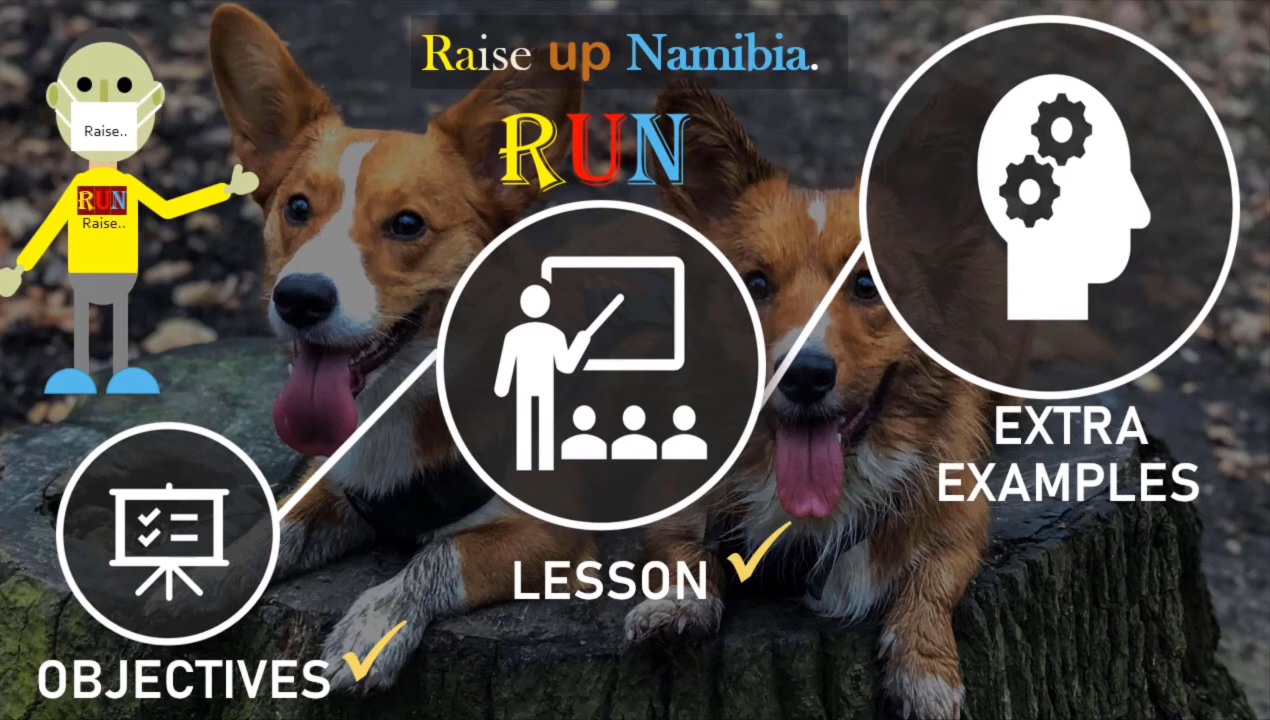 Raise up Namibia.
RUN
Raise..
RUN
Raise..
EXTRA
EXAMPLES
LESSON
OBJECTIVES